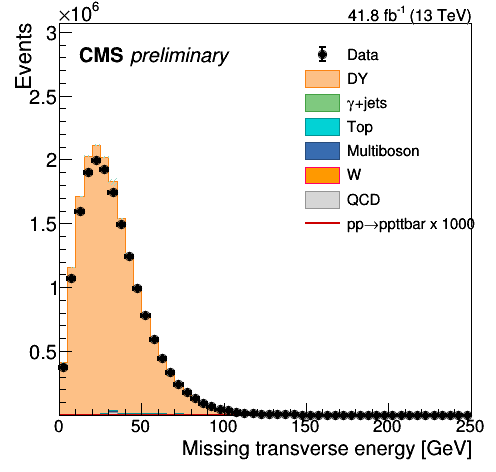 ×10⁶
41.8 fb⁻¹ (13 TeV)
Events
CMS preliminary
Data
DY
γ+jets
Top
Multiboson
W
QCD
pp→ppttbar x 1000
3
2.5
2
1.5
1
0.5
0 50 100 150 200 250
Missing transverse energy [GeV]